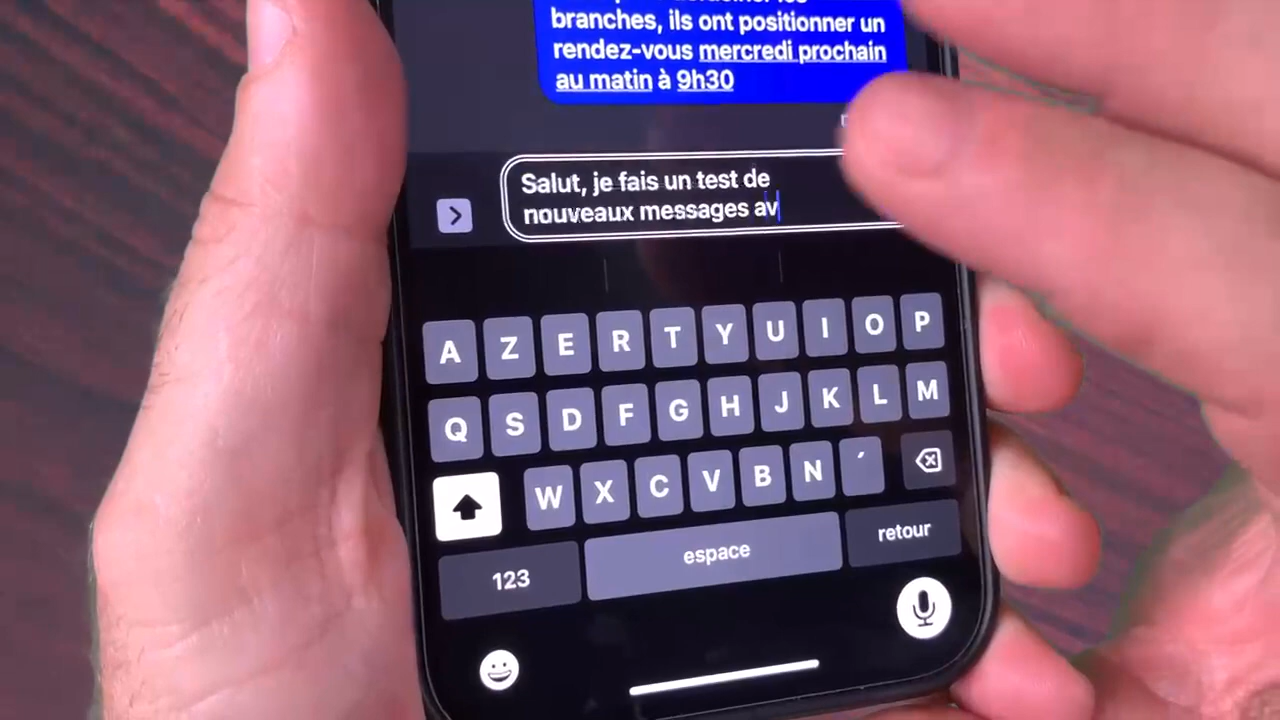 branches, ils ont positionner un
rendez-vous mercredi prochain
au matin à 9h30
Salut, je fais un test de
nouveaux messages av
A Z E R T Y U I O P
Q S D F G H J K L M
W X C V B N ´
123 espace retour